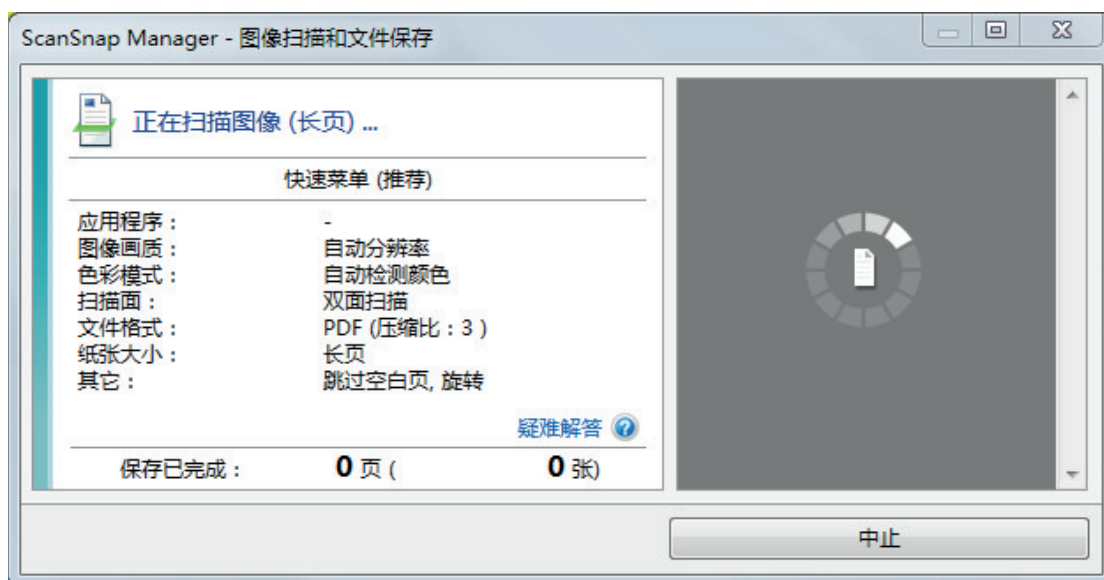 ScanSnap Manager - 图像扫描和文件保存
正在扫描图像 (长页) ...
快速菜单 (推荐)
应用程序： -
图像画质： 自动分辨率
色彩模式： 自动检测颜色
扫描面： 双面扫描
文件格式： PDF (压缩比：3 )
纸张大小： 长页
其它： 跳过空白页, 旋转
疑难解答
保存已完成： 0 页 ( 0 张)
中止